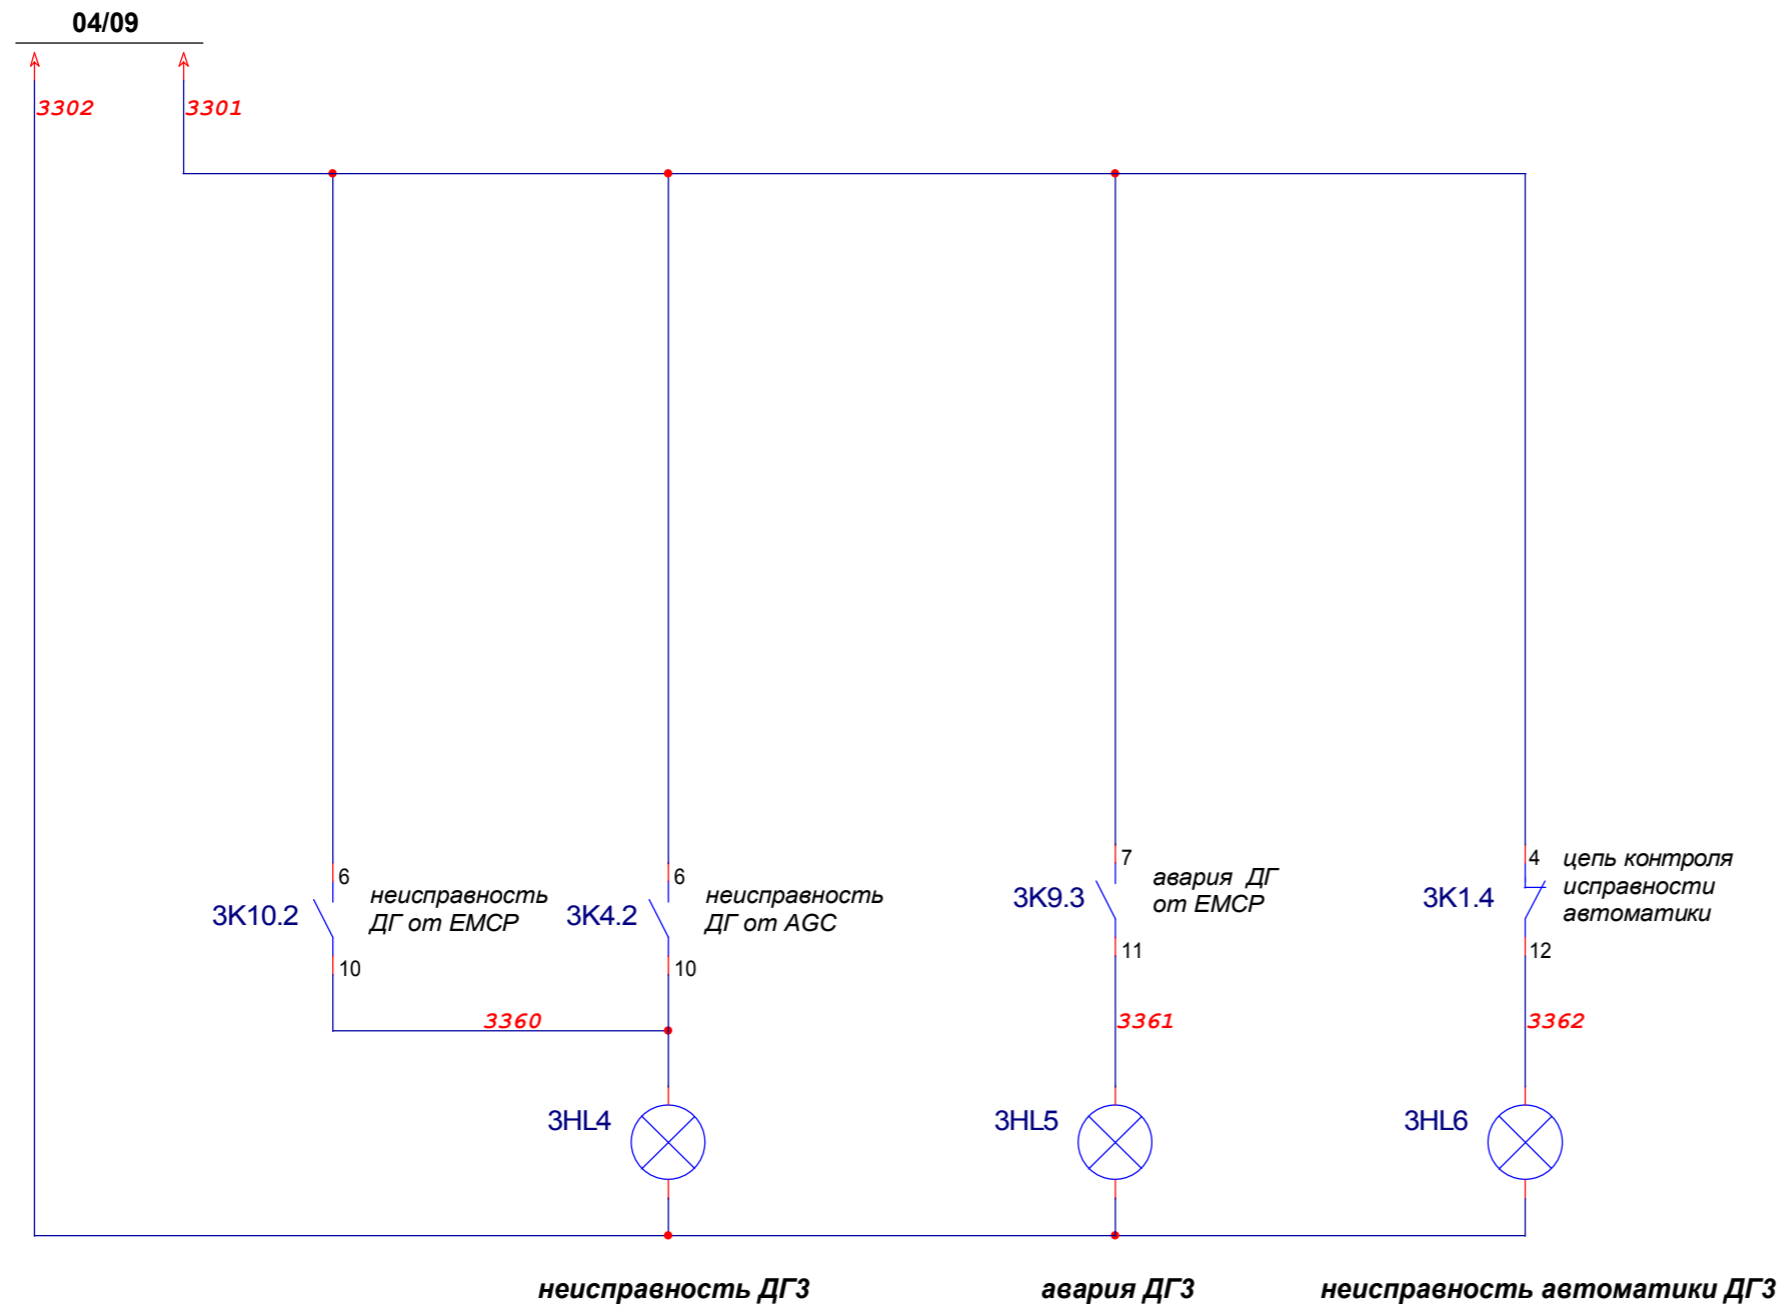 04/09
3302
3301
6
неисправность
ДГ от EMCP
3K10.2
10
6
неисправность
ДГ от AGC
3K4.2
10
7
авария ДГ
от EMCP
3K9.3
11
4
цепь контроля
исправности
автоматики
3K1.4
12
3360
3361
3362
3HL4
3HL5
3HL6
неисправность ДГ3
авария ДГ3
неисправность автоматики ДГ3